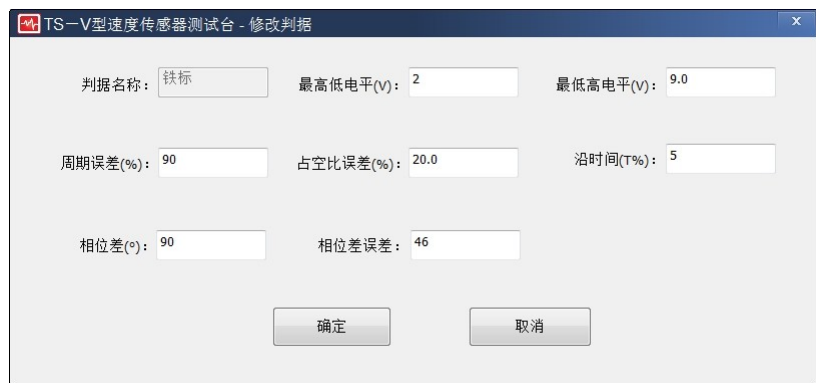 TS－V型速度传感器测试台 - 修改判据 x
判据名称： 铁标 最高低电平(V)： 2 最低高电平(V)： 9.0
周期误差(%)： 90 占空比误差(%)： 20.0 沿时间(T%)： 5
相位差(°)： 90 相位差误差： 46
确定 取消